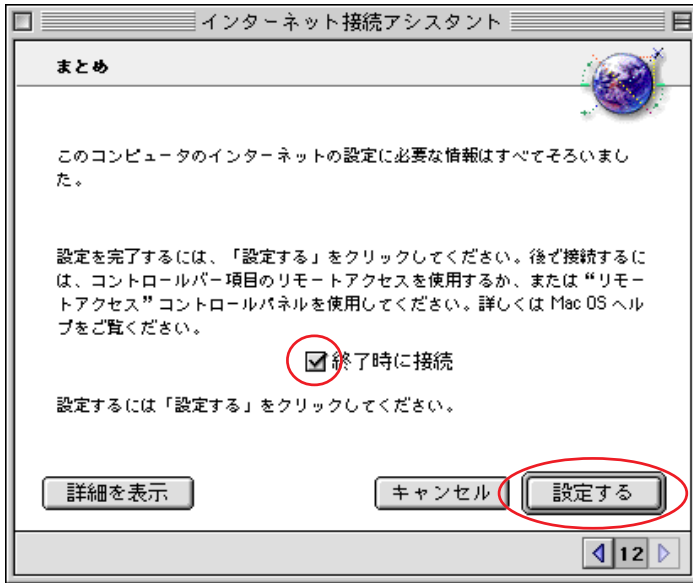 インターネット接続アシスタント
まとめ
このコンピュータのインターネットの設定に必要な情報はすべてそろいまし
た。
設定を完了するには、「設定する」をクリックしてください。後で接続するに
は、コントロールバー項目のリモートアクセスを使用するか、または“リモー
トアクセス”コントロールパネルを使用してください。詳しくは Mac OS ヘル
プをご覧ください。
終了時に接続
設定するには「設定する」をクリックしてください。
詳細を表示 キャンセル 設定する
12